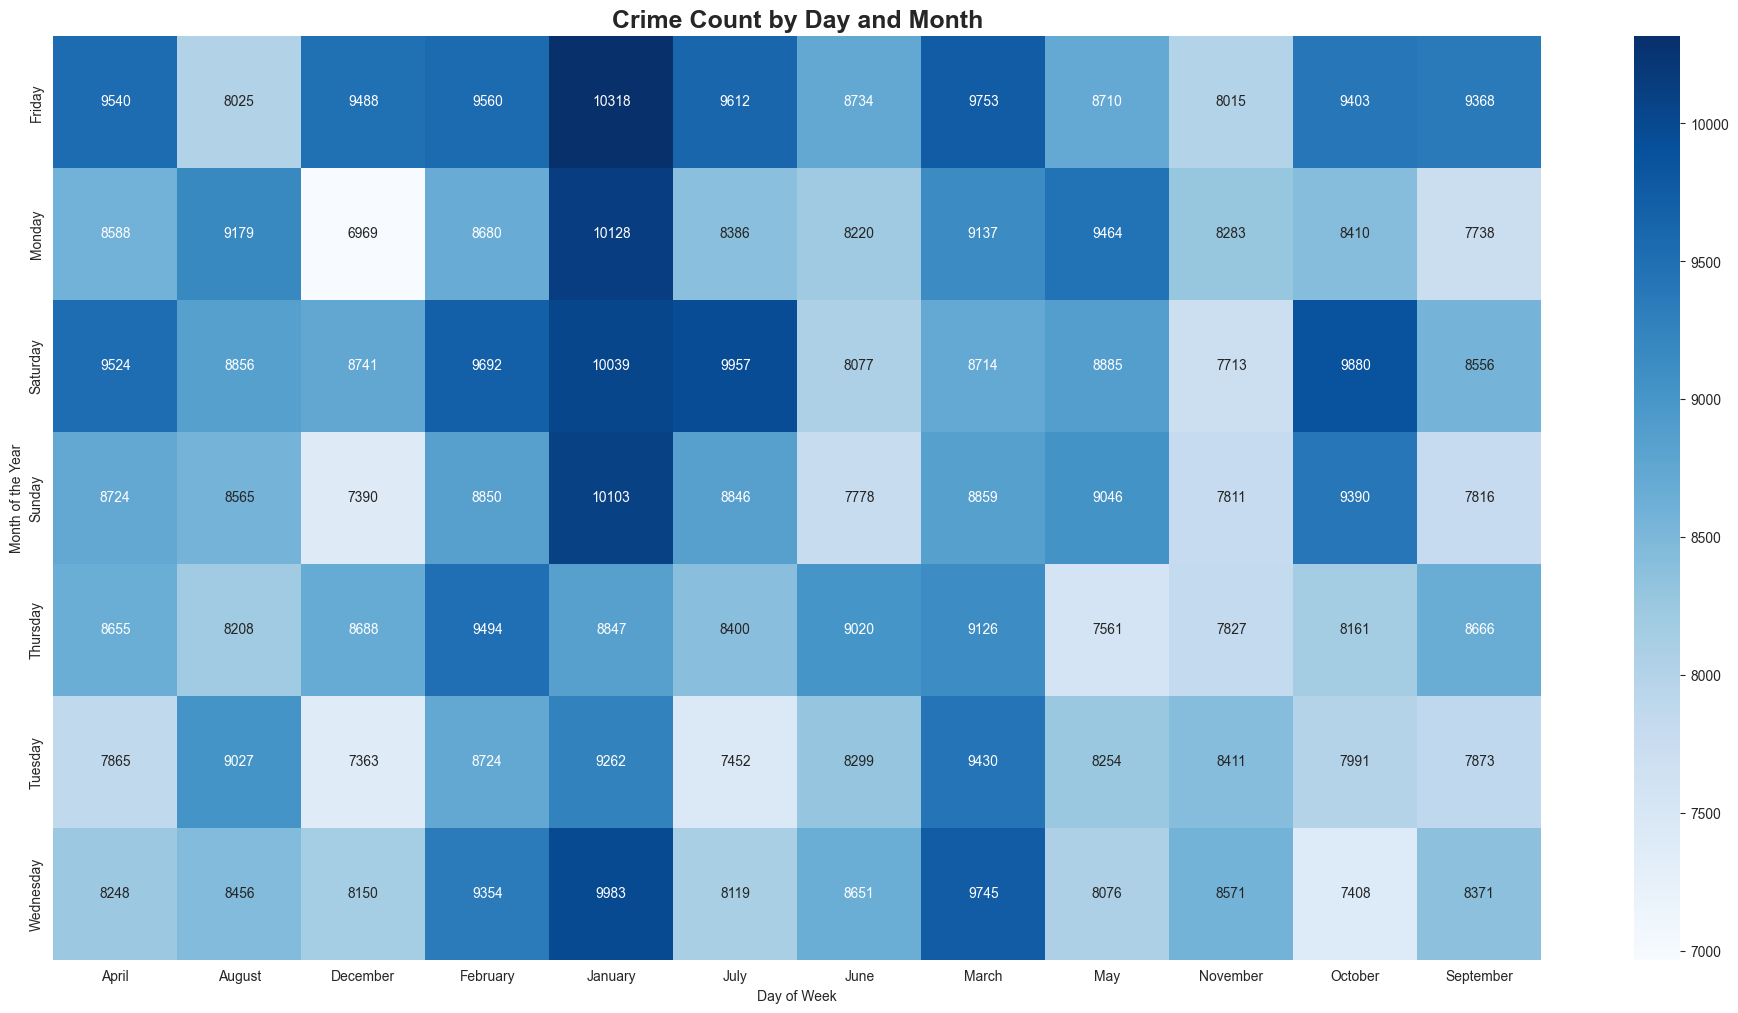 Crime Count by Day and Month
Month of the Year
Friday 9540 8025 9488 9560 10318 9612 8734 9753 8710 8015 9403 9368
Monday 8588 9179 6969 8680 10128 8386 8220 9137 9464 8283 8410 7738
Saturday 9524 8856 8741 9692 10039 9957 8077 8714 8885 7713 9880 8556
Sunday 8724 8565 7390 8850 10103 8846 7778 8859 9046 7811 9390 7816
Thursday 8655 8208 8688 9494 8847 8400 9020 9126 7561 7827 8161 8666
Tuesday 7865 9027 7363 8724 9262 7452 8299 9430 8254 8411 7991 7873
Wednesday 8248 8456 8150 9354 9983 8119 8651 9745 8076 8571 7408 8371
April August December February January July June March May November October September
Day of Week
10000
9500
9000
8500
8000
7500
7000